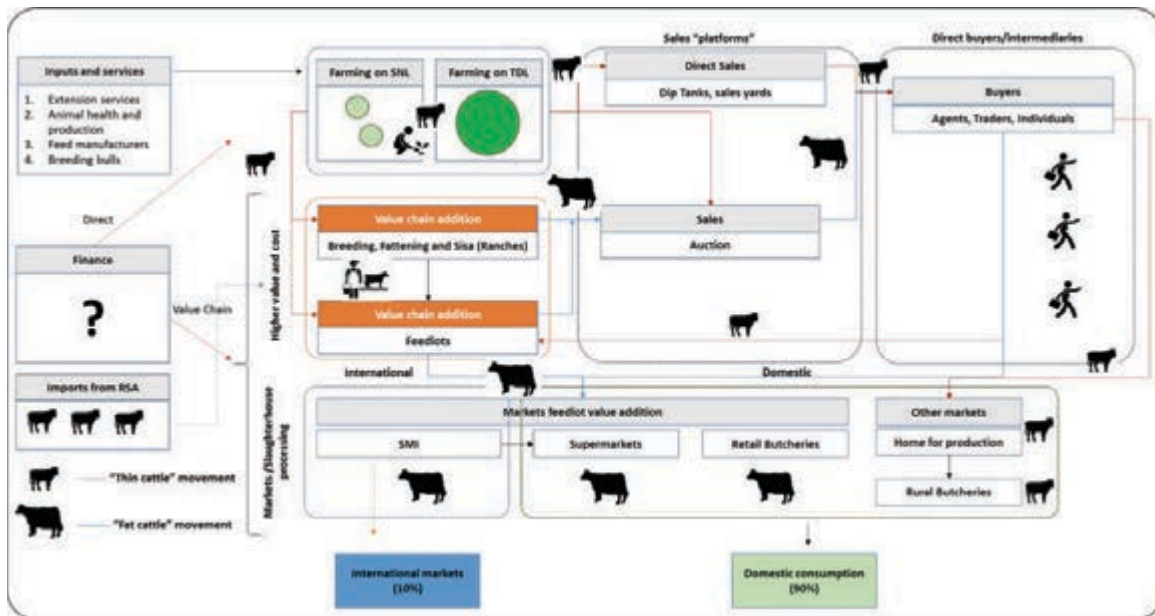 Sales "platforms"
Direct buyers/intermediaries
Inputs and services
1. Extension services
2. Animal health and
production
3. Feed manufacturers
4. Breeding bulls
Farming on SNL
Farming on TDL
Direct Sales
Dip Tanks, sales yards
Buyers
Agents, Traders, Individuals
Direct
Finance
?
Value Chain
Higher value and cost
Value chain addition
Breeding, Fattening and Sisa (Ranches)
Value chain addition
Feedlots
Sales
Auction
Imports from RSA
International
Domestic
Markets feedlot value addition
SMI
Supermarkets
Retail Butcheries
Other markets
Home for production
Rural Butcheries
Markets /Slaughterhouse
processing
"Thin cattle" movement
"Fat cattle" movement
International markets
(10%)
Domestic consumption
(90%)